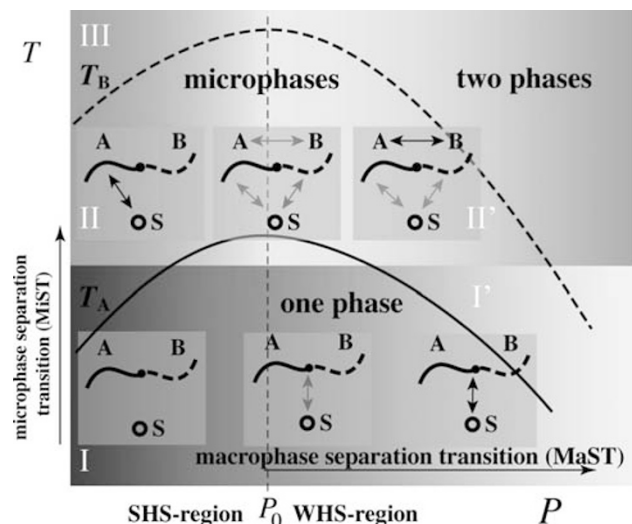 III
T
T_B
microphases
two phases
A B
A B
A B
II
S
S
S
II'
T_A
one phase
I'
microphase separation
transition (MiST)
A B
A B
A B
S
S
S
I
macrophase separation transition (MaST)
SHS-region P_0 WHS-region P